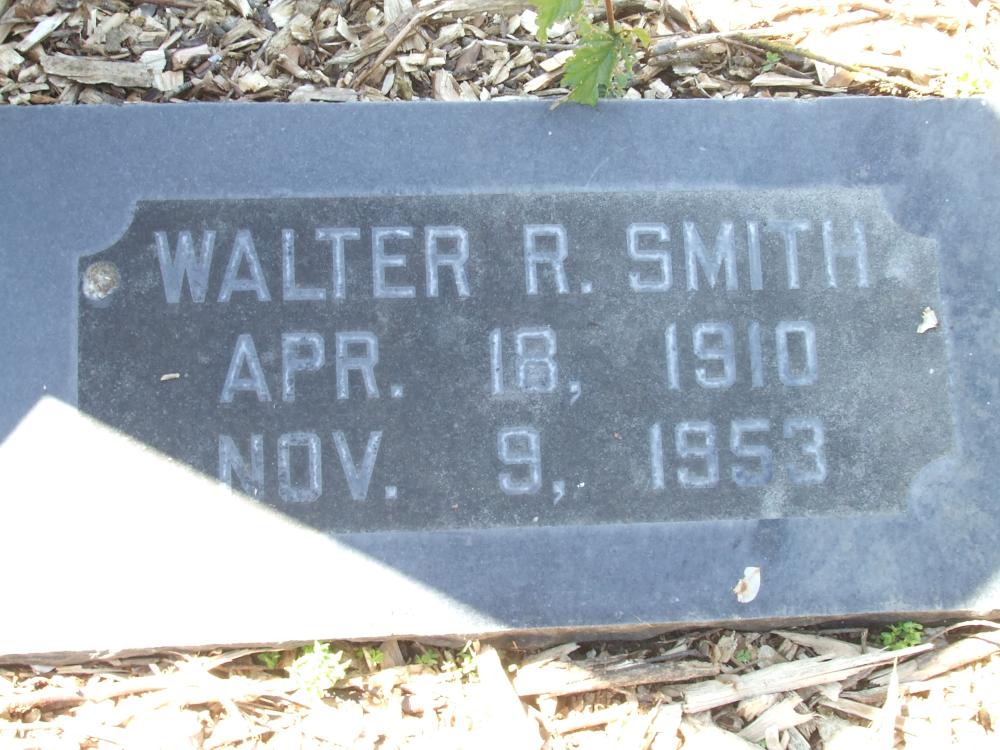 WALTER R. SMITH
APR. 18, 1910
NOV. 9, 1953